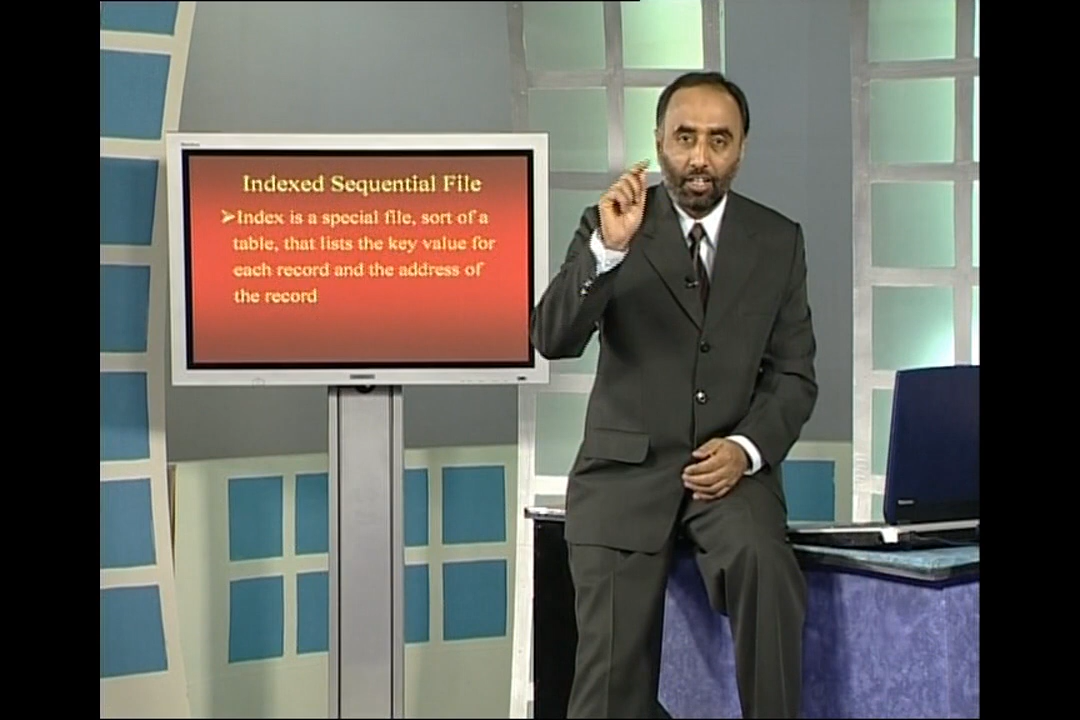 Indexed Sequential File
➢Index is a special file, sort of a
table, that lists the key value for
each record and the address of
the record